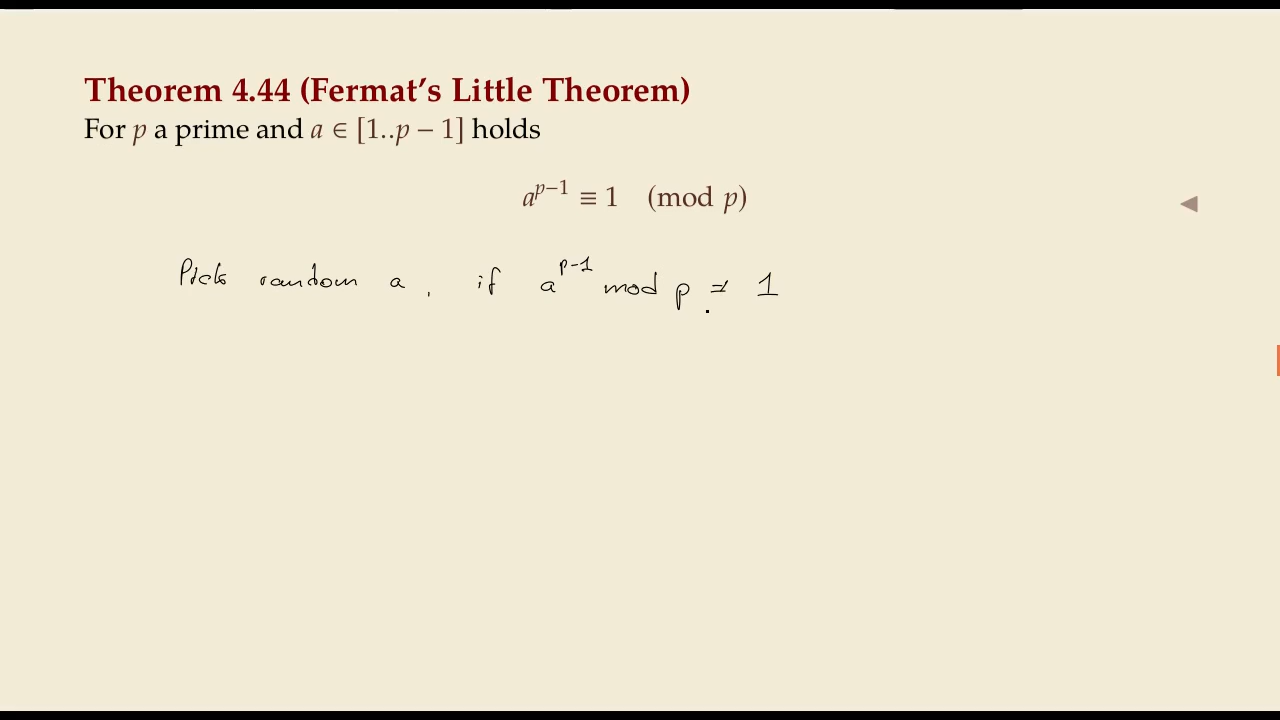 Theorem 4.44 (Fermat's Little Theorem)
For p a prime and a ∈ [1..p − 1] holds
a^{p−1} ≡ 1 (mod p)
Pick random a, if a^{p-1} mod p ≠ 1